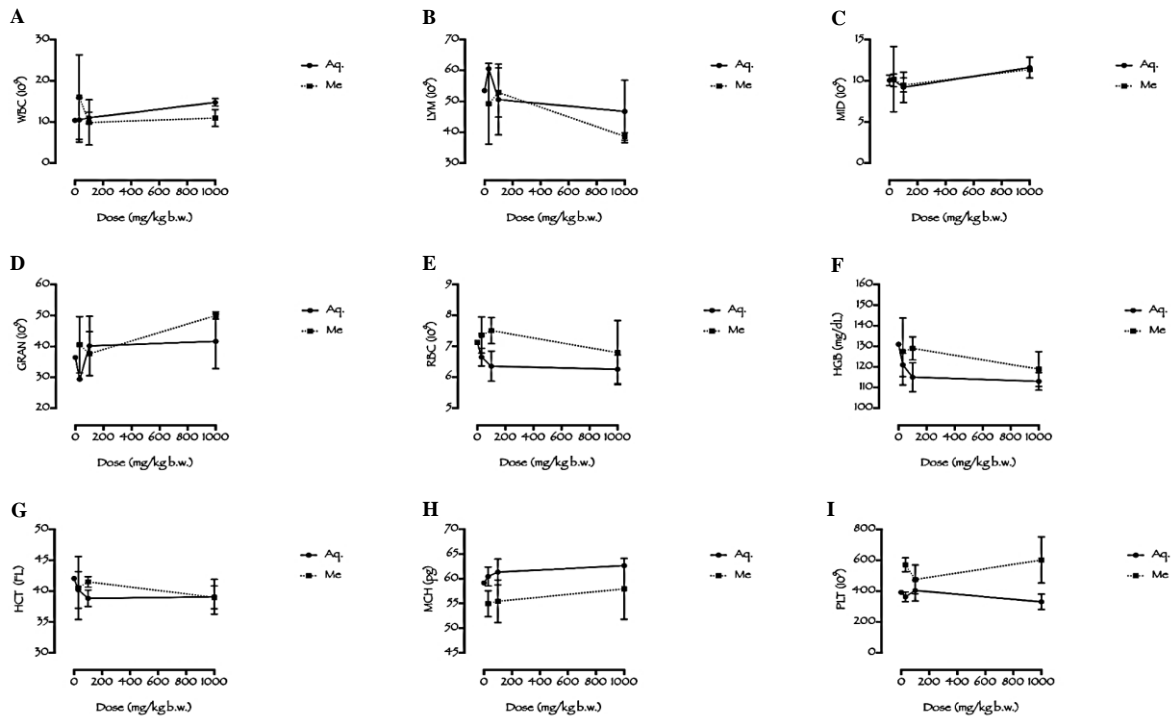 A
WBC (10⁹)
30
20
10
0
0 200 400 600 800 1000
Dose (mg/kg b.w.)
Aq.
Me
B
LYM (10⁹)
60
50
40
30
0 200 400 600 800 1000
Dose (mg/kg b.w.)
Aq.
Me
C
MID (10⁹)
15
10
5
0
0 200 400 600 800 1000
Dose (mg/kg b.w.)
Aq.
Me
D
GRAN (10⁹)
60
50
40
30
20
0 200 400 600 800 1000
Dose (mg/kg b.w.)
Aq.
Me
E
RBC (10⁹)
9
8
7
6
5
0 200 400 600 800 1000
Dose (mg/kg b.w.)
Aq.
Me
F
HGB (mg/dL)
160
150
140
130
120
110
100
0 200 400 600 800 1000
Dose (mg/kg b.w.)
Aq.
Me
G
HCT (FL)
50
45
40
35
30
0 200 400 600 800 1000
Dose (mg/kg b.w.)
Aq.
Me
H
MCH (pg)
70
65
60
55
50
45
0 200 400 600 800 1000
Dose (mg/kg b.w.)
Aq.
Me
I
PLT (10⁹)
800
600
400
200
0
0 200 400 600 800 1000
Dose (mg/kg b.w.)
Aq.
Me